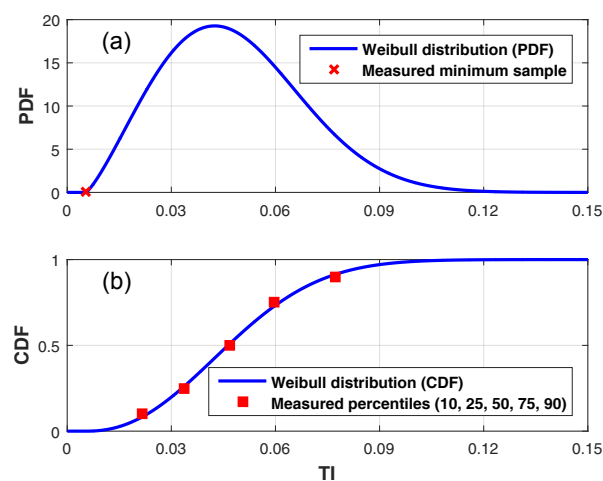 (a)
Weibull distribution (PDF)
Measured minimum sample
PDF
20
15
10
5
0
0 0.03 0.06 0.09 0.12 0.15
(b)
CDF
1
0.5
0
Weibull distribution (CDF)
Measured percentiles (10, 25, 50, 75, 90)
0 0.03 0.06 0.09 0.12 0.15
TI